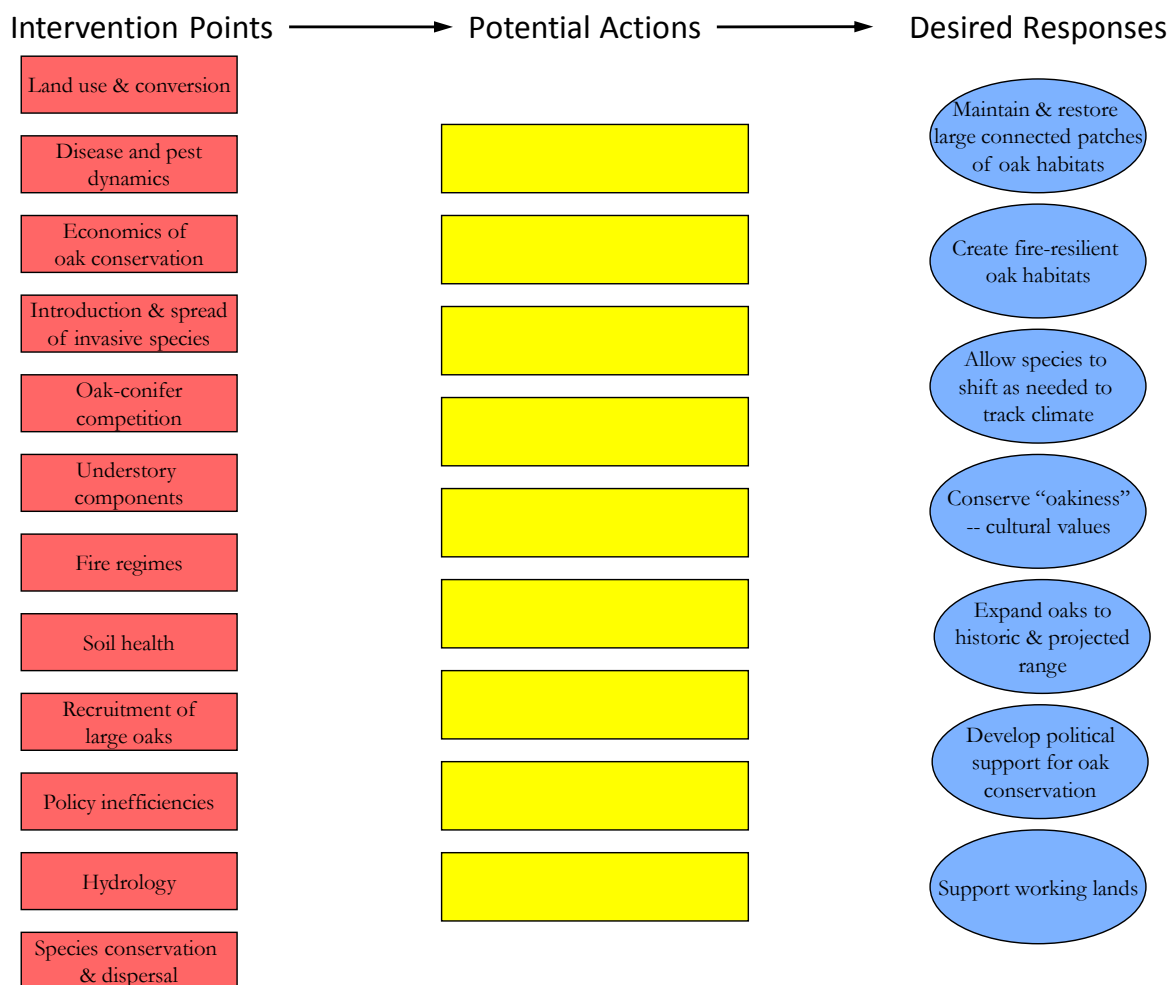 Intervention Points
Potential Actions
Desired Responses
Land use & conversion
Disease and pest
dynamics
Economics of
oak conservation
Introduction & spread
of invasive species
Oak-conifer
competition
Understory
components
Fire regimes
Soil health
Recruitment of
large oaks
Policy inefficiencies
Hydrology
Species conservation
& dispersal
Maintain & restore
large connected patches
of oak habitats
Create fire-resilient
oak habitats
Allow species to
shift as needed to
track climate
Conserve “oakiness”
-- cultural values
Expand oaks to
historic & projected
range
Develop political
support for oak
conservation
Support working lands